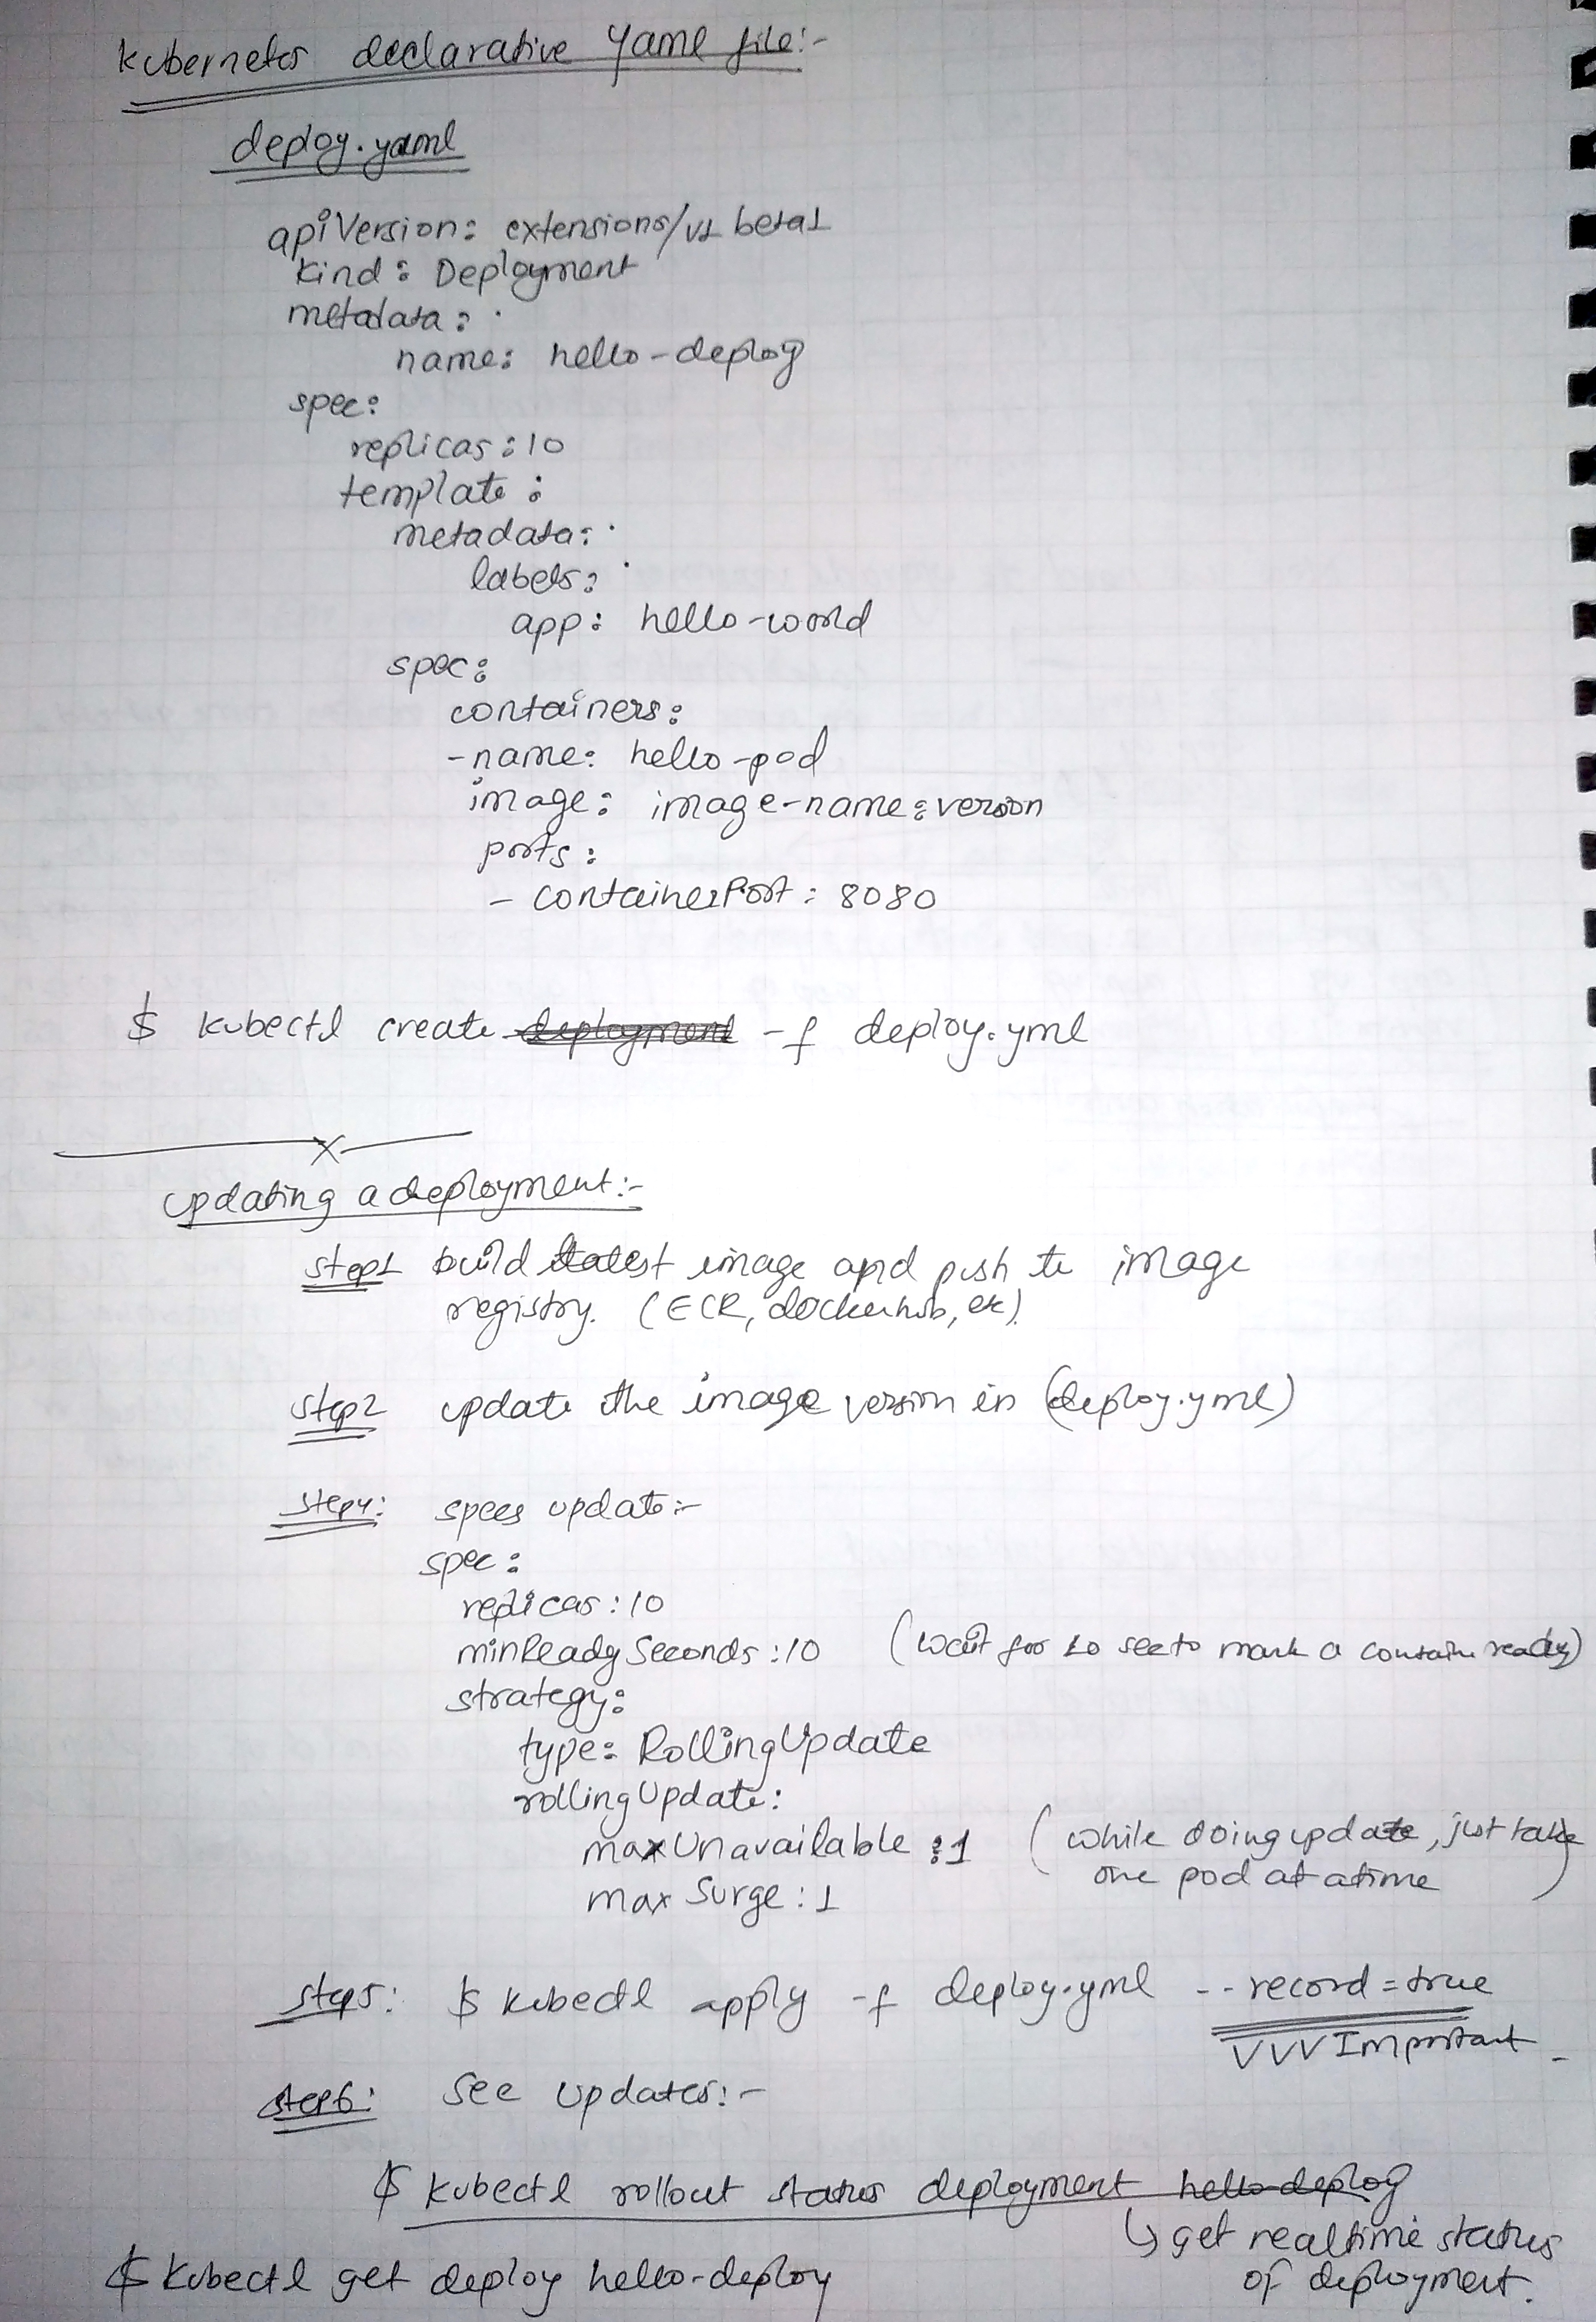 kubernetes declarative yaml file:-
deploy.yaml
apiVersion: extensions/v1 beta1
kind: Deployment
metadata:
name: hello-deploy
spec:
replicas: 10
template:
metadata:
labels:
app: hello-world
spec:
containers:
- name: hello-pod
image: image-name:version
ports:
- containerPort: 8080
$ kubectl create deployment -f deploy.yml
x
updating a deployment:-
step1 build latest image and push to image
registry. (ECR, dockerhub, etc).
step2 update the image version in (deploy.yml)
step4: specs update:-
spec:
replicas: 10
minReadySeconds: 10 (wait for 10 sec to mark a contain ready)
strategy:
type: RollingUpdate
rollingUpdate:
maxUnavailable: 1 (while doing update, just take
one pod at atime)
maxSurge: 1
step5: $ kubectl apply -f deploy.yml --record=true
VVV Important
step6: see updates:-
$ kubectl rollout status deployment hello-deploy
↳ get realtime status
of deployment.
$ kubectl get deploy hello-deploy